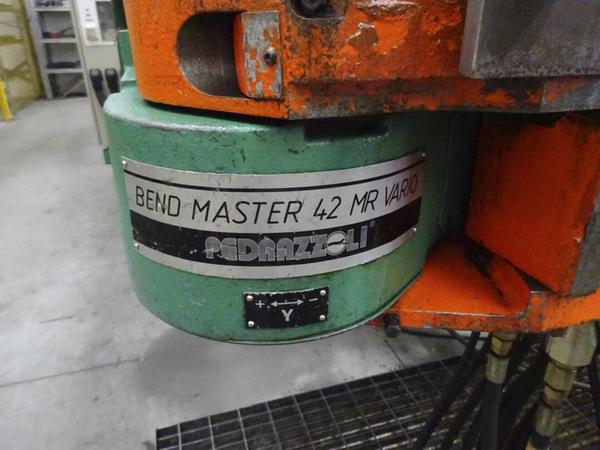 BEND MASTER 42 MR VARIO
PEDRAZZOLI®
+ ←→ −
Y